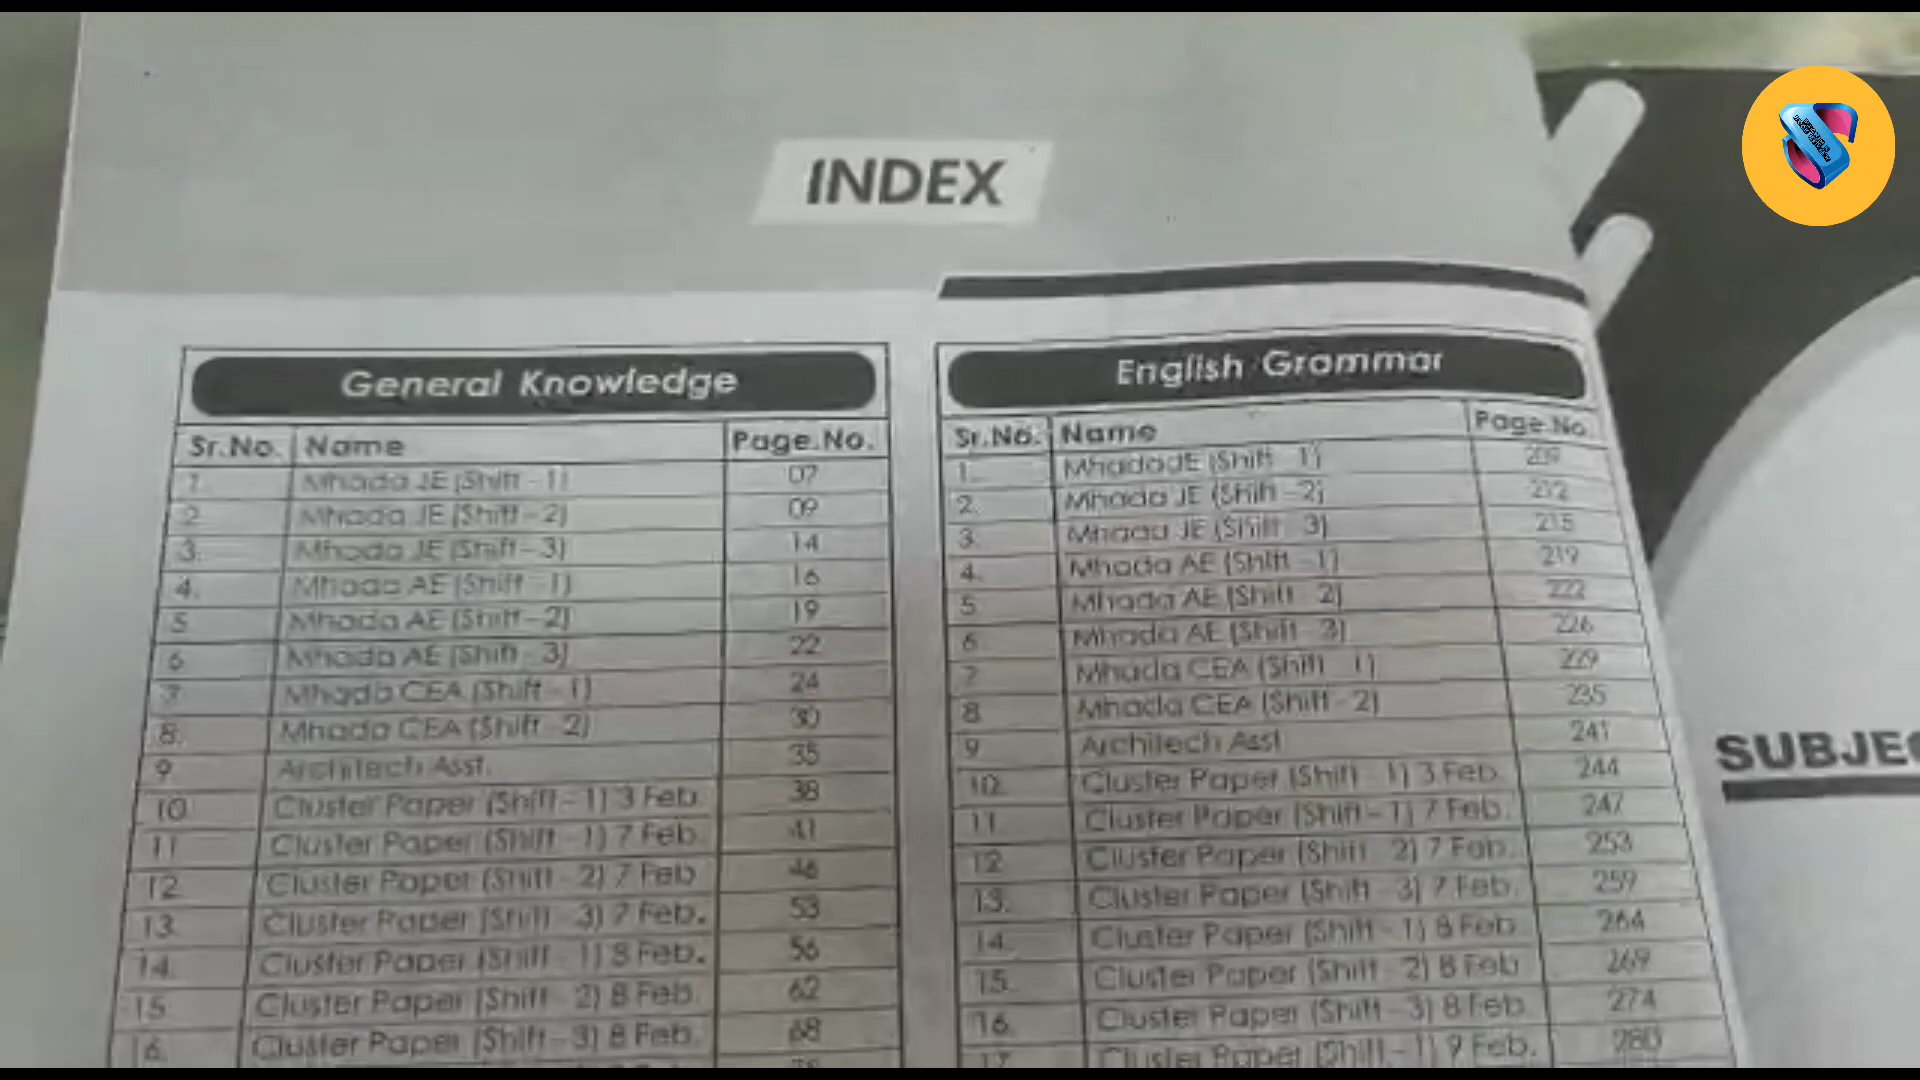 INDEX
General Knowledge
Sr.No. Name Page.No.
1. Mhada JE (Shift - 1) 07
2. Mhada JE (Shift - 2) 09
3. Mhada JE (Shift - 3) 14
4. Mhada AE (Shift - 1) 16
5 Mhada AE (Shift - 2) 19
6 Mhada AE (Shift - 3) 22
7 Mhada CEA (Shift - 1) 24
8. Mhada CEA (Shift - 2) 30
9 Architech Asst. 35
10 Cluster Paper (Shift - 1) 3 Feb. 38
11 Cluster Paper (Shift - 1) 7 Feb. 41
12 Cluster Paper (Shift - 2) 7 Feb 46
13 Cluster Paper (Shift - 3) 7 Feb. 53
14. Cluster Paper (Shift - 1) 8 Feb. 56
15 Cluster Paper (Shift - 2) 8 Feb. 62
16. Cluster Paper (Shift - 3) 8 Feb. 68
English Grammar
Sr.No. Name Page.No.
1. Mhada JE (Shift - 1) 209
2. Mhada JE (Shift - 2) 212
3. Mhada JE (Shift - 3) 215
4. Mhada AE (Shift - 1) 219
5 Mhada AE (Shift - 2) 222
6 Mhada AE (Shift - 3) 226
7 Mhada CEA (Shift - 1) 229
8 Mhada CEA (Shift - 2) 235
9 Architech Asst 241
10. Cluster Paper (Shift - 1) 3 Feb. 244
11 Cluster Paper (Shift - 1) 7 Feb. 247
12 Cluster Paper (Shift - 2) 7 Feb. 253
13. Cluster Paper (Shift - 3) 7 Feb. 259
14. Cluster Paper (Shift - 1) 8 Feb 264
15. Cluster Paper (Shift - 2) 8 Feb 269
16. Cluster Paper (Shift - 3) 8 Feb. 274
17. Cluster Paper (Shift - 1) 9 Feb. 280